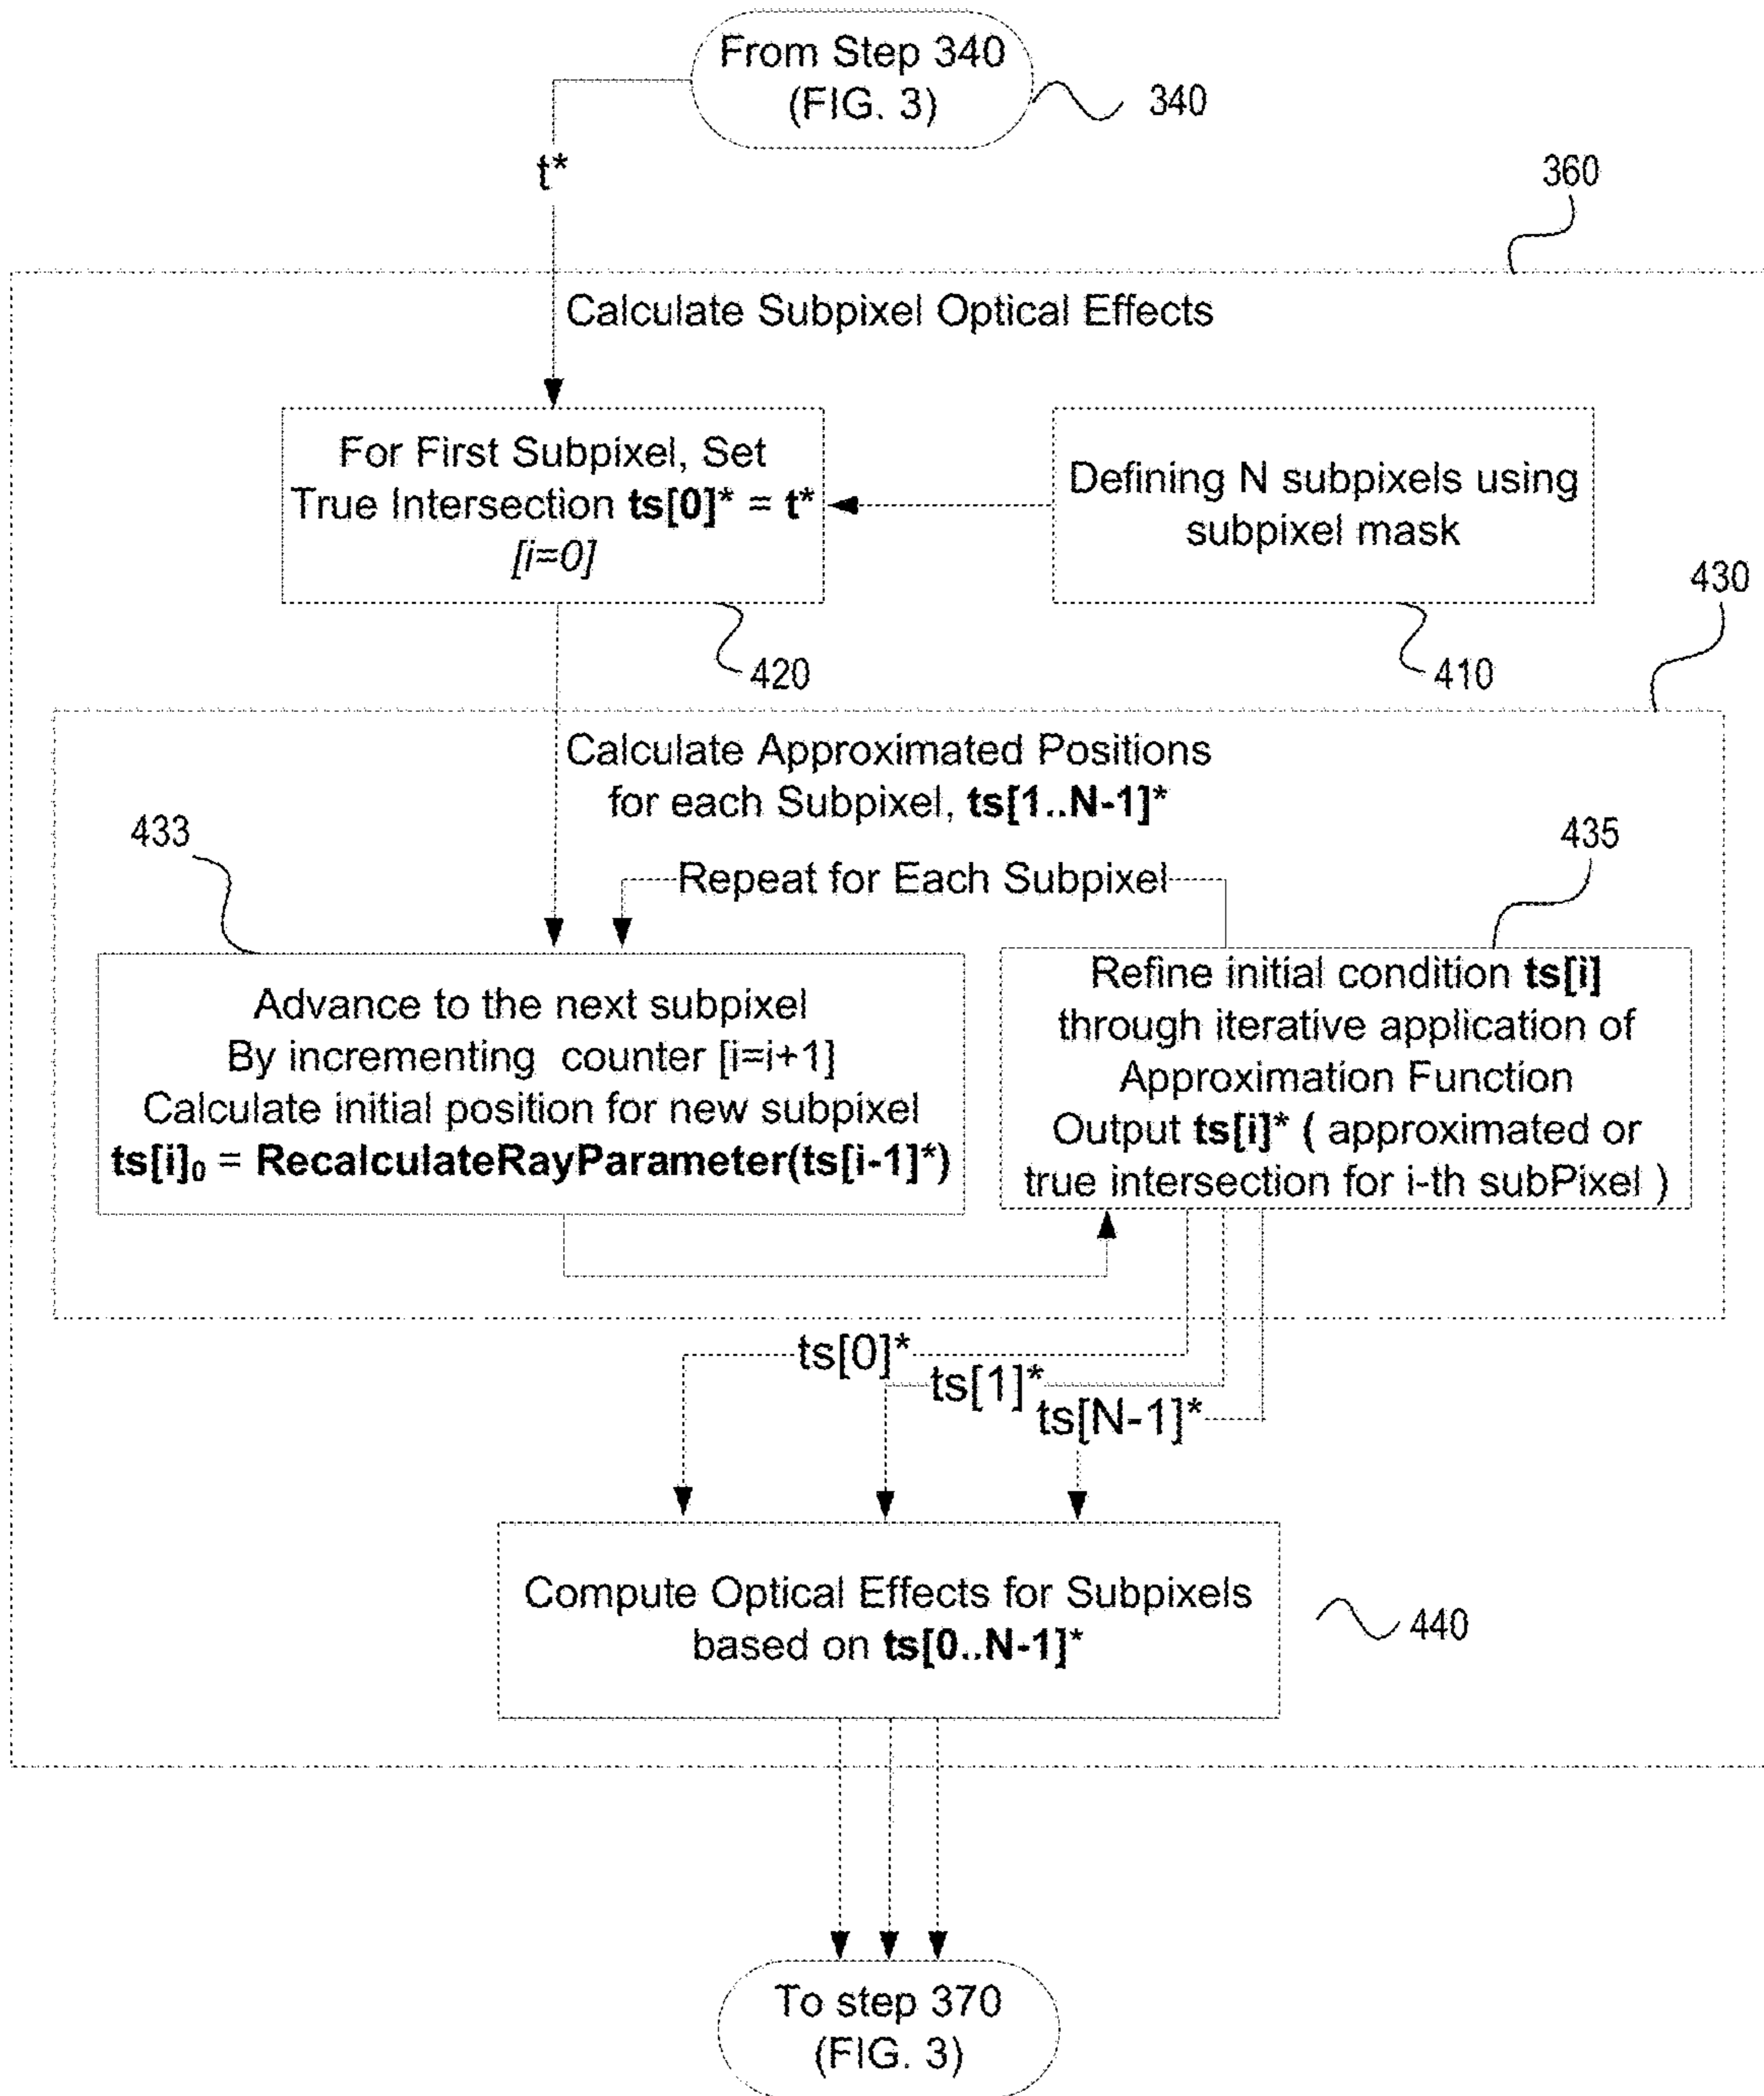 From Step 340
(FIG. 3)
340
t*
360
Calculate Subpixel Optical Effects
For First Subpixel, Set
True Intersection ts[0]* = t*
[i=0]
Defining N subpixels using
subpixel mask
430
420
410
Calculate Approximated Positions
for each Subpixel, ts[1..N-1]*
433
435
Repeat for Each Subpixel
Advance to the next subpixel
By incrementing counter [i=i+1]
Calculate initial position for new subpixel
ts[i]₀ = RecalculateRayParameter(ts[i-1]*)
Refine initial condition ts[i]
through iterative application of
Approximation Function
Output ts[i]* ( approximated or
true intersection for i-th subPixel )
ts[0]*
ts[1]*
ts[N-1]*
Compute Optical Effects for Subpixels
based on ts[0..N-1]*
440
To step 370
(FIG. 3)